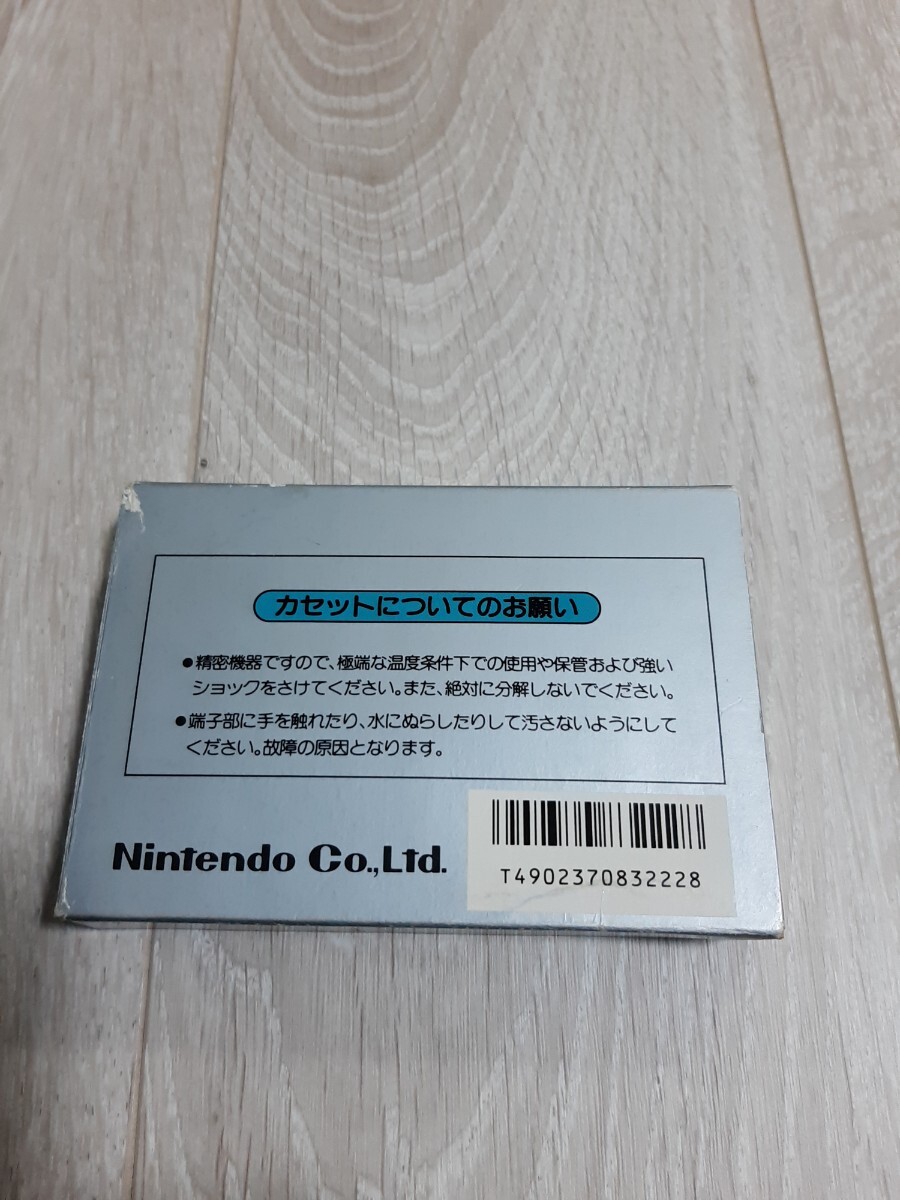 カセットについてのお願い
●精密機器ですので、極端な温度条件下での使用や保管および強い
ショックをさけてください。また、絶対に分解しないでください。
●端子部に手を触れたり、水にぬらしたりして汚さないようにして
ください。故障の原因となります。
Nintendo Co.,Ltd.
T4902370832228